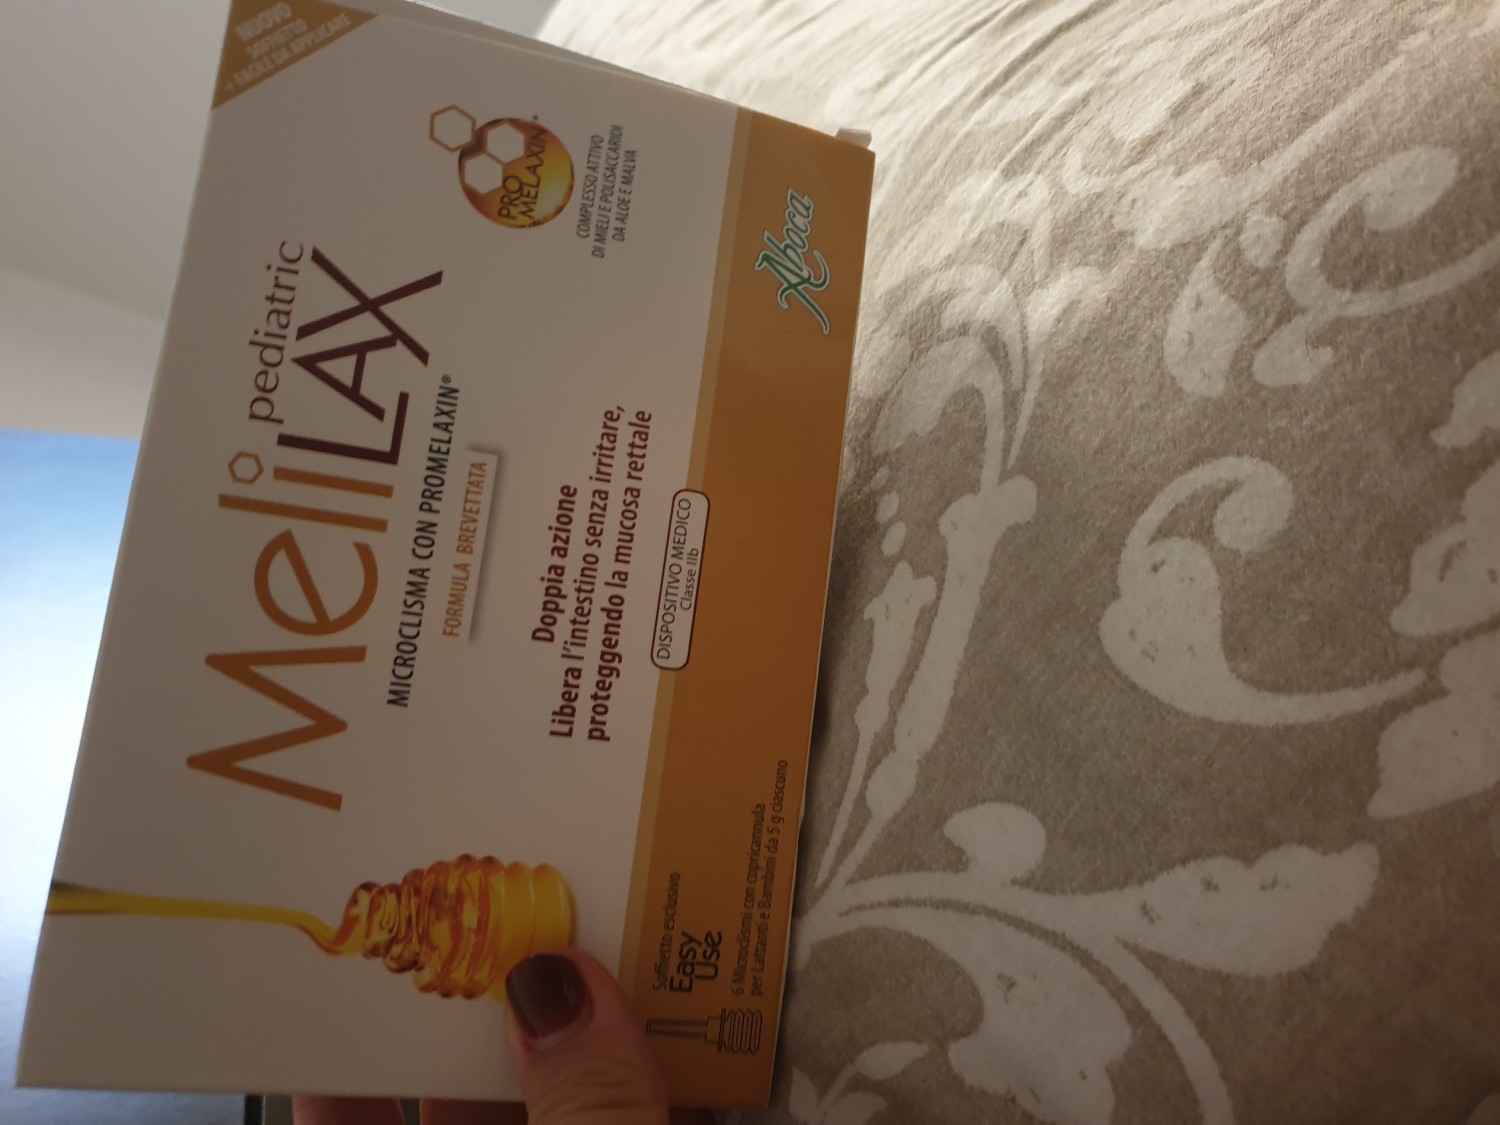 NUOVO
SOFFIETTO
+ FACILE DA APPLICARE
Melilax
pediatric
MICROCLISMA CON PROMELAXIN®
FORMULA BREVETTATA
PRO
MELAXIN®
COMPLESSO ATTIVO
DI MIELI E POLISACCARIDI
DA ALOE E MALVA
Doppia azione
Libera l'intestino senza irritare,
proteggendo la mucosa rettale
DISPOSITIVO MEDICO
Classe IIb
Aboca
Soffietto esclusivo
Easy
Use
6 Microclismi con copricannula
per Lattanti e Bambini da 5 g ciascuno